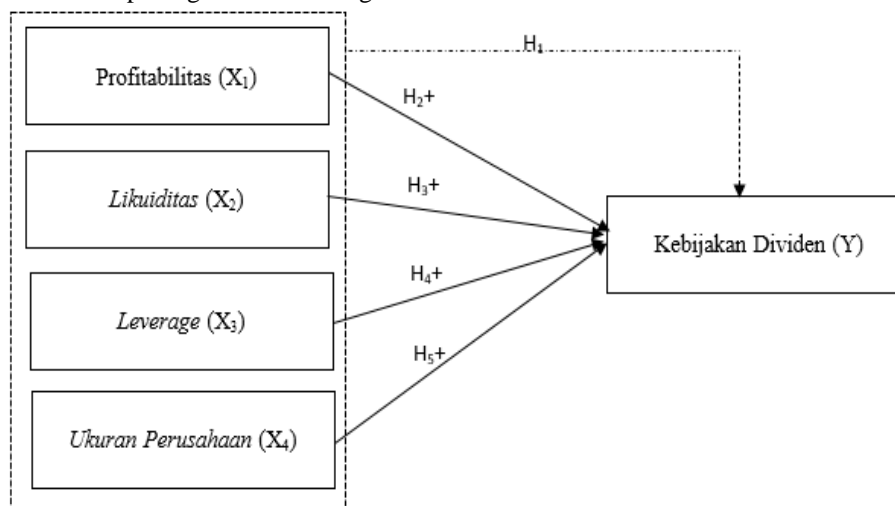 Profitabilitas (X₁)
H₁
H₂+
Likuiditas (X₂)
H₃+
Kebijakan Dividen (Y)
Leverage (X₃)
H₄+
H₅+
Ukuran Perusahaan (X₄)